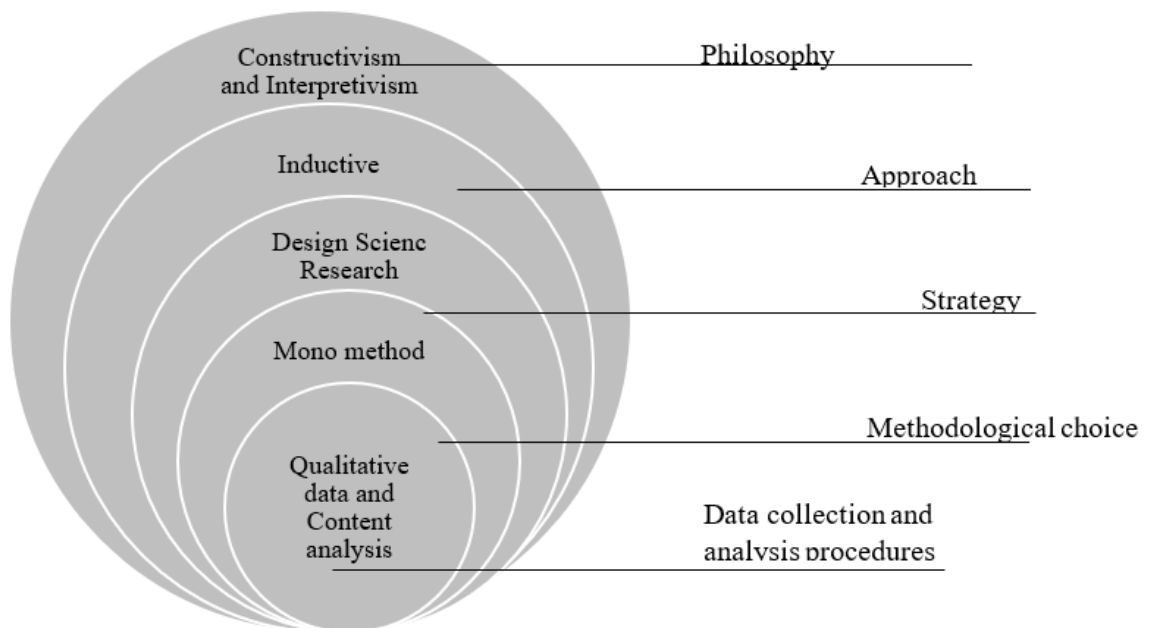 Constructivism
and Interpretivism
Philosophy
Inductive
Approach
Design Scienc
Research
Strategy
Mono method
Methodological choice
Qualitative
data and
Content
analysis
Data collection and
analysis procedures